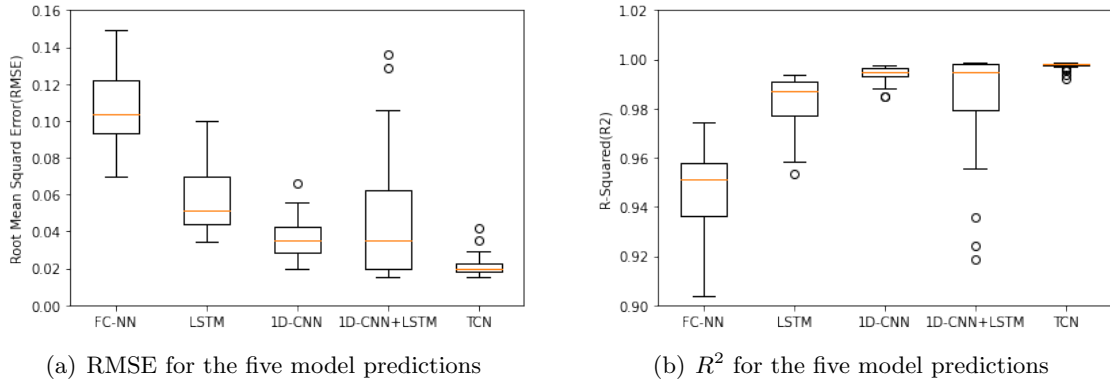 0.16
0.14
0.12
0.10
0.08
0.06
0.04
0.02
0.00
Root Mean Squard Error(RMSE)
FC-NN LSTM 1D-CNN 1D-CNN+LSTM TCN
(a) RMSE for the five model predictions
1.02
1.00
0.98
0.96
0.94
0.92
0.90
R-Squared(R2)
FC-NN LSTM 1D-CNN 1D-CNN+LSTM TCN
(b) R² for the five model predictions